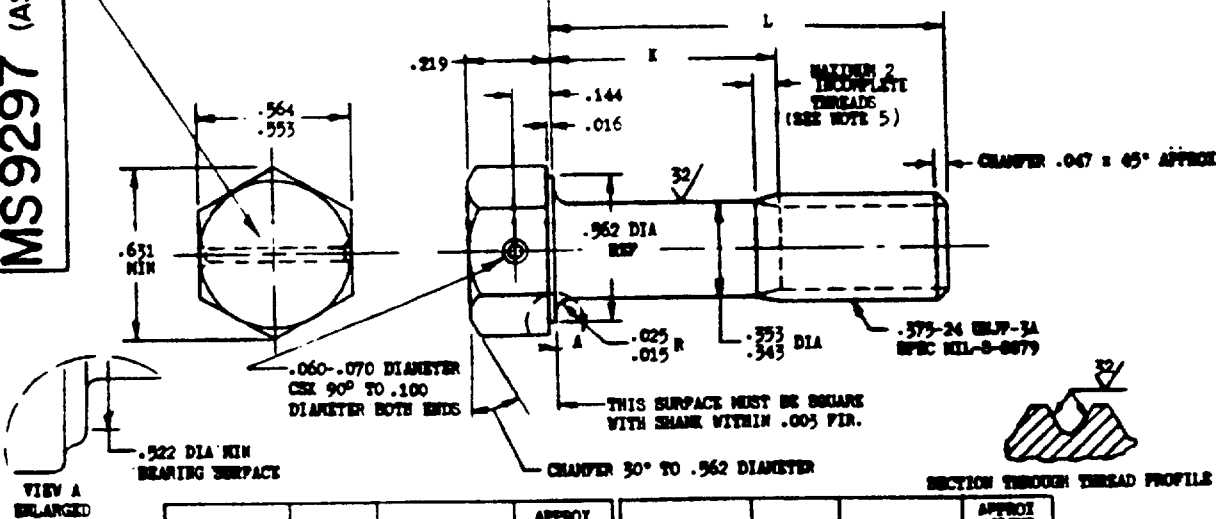 MS9297 (AS
L
K
.219
.144
.016
MAXIMUM 2
INCOMPLETE
THREADS
(SEE NOTE 5)
.564
.553
CHAMFER .047 x 45° APPROX
32
.631
MIN
.562 DIA
REF
A
.025 R
.015
.353 DIA
.343
.375-24 UNJF-3A
SPEC MIL-S-8879
.060-.070 DIAMETER
CSK 90° TO .100
DIAMETER BOTH ENDS
THIS SURFACE MUST BE SQUARE
WITH SHANK WITHIN .003 FIR.
32
.522 DIA MIN
BEARING SURFACE
CHAMFER 30° TO .562 DIAMETER
VIEW A
ENLARGED
SECTION THROUGH THREAD PROFILE
APPROX
APPROX